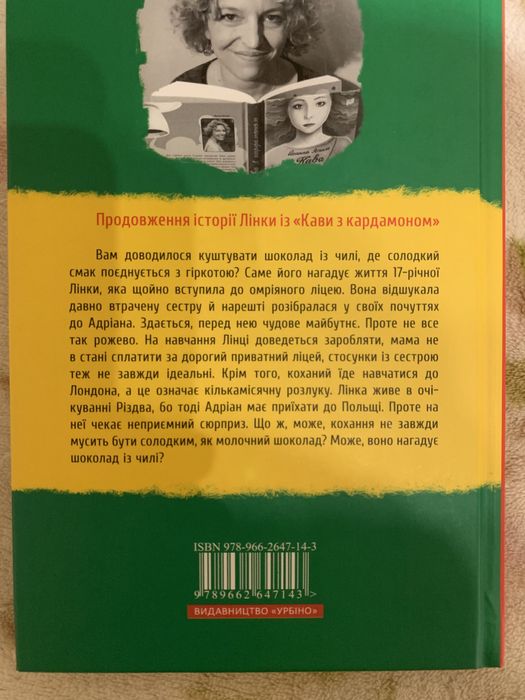 Йоанна Ягелло
Кава
Продовження історії Лінки із «Кави з кардамоном»
Вам доводилося куштувати шоколад із чилі, де солодкий
смак поєднується з гіркотою? Саме його нагадує життя 17-річної
Лінки, яка щойно вступила до омріяного ліцею. Вона відшукала
давно втрачену сестру й нарешті розібралася у своїх почуттях
до Адріана. Здається, перед нею чудове майбутнє. Проте не все
так рожево. На навчання Лінці доведеться заробляти, мама не
в стані сплатити за дорогий приватний ліцей, стосунки із сестрою
теж не завжди ідеальні. Крім того, коханий їде навчатися до
Лондона, а це означає кількамісячну розлуку. Лінка живе в очі-
куванні Різдва, бо тоді Адріан має приїхати до Польщі. Проте на
неї чекає неприємний сюрприз. Що ж, може, кохання не завжди
мусить бути солодким, як молочний шоколад? Може, воно нагадує
шоколад із чилі?
ISBN 978-966-2647-14-3
9 789662 647143 >
ВИДАВНИЦТВО «УРБІНО»